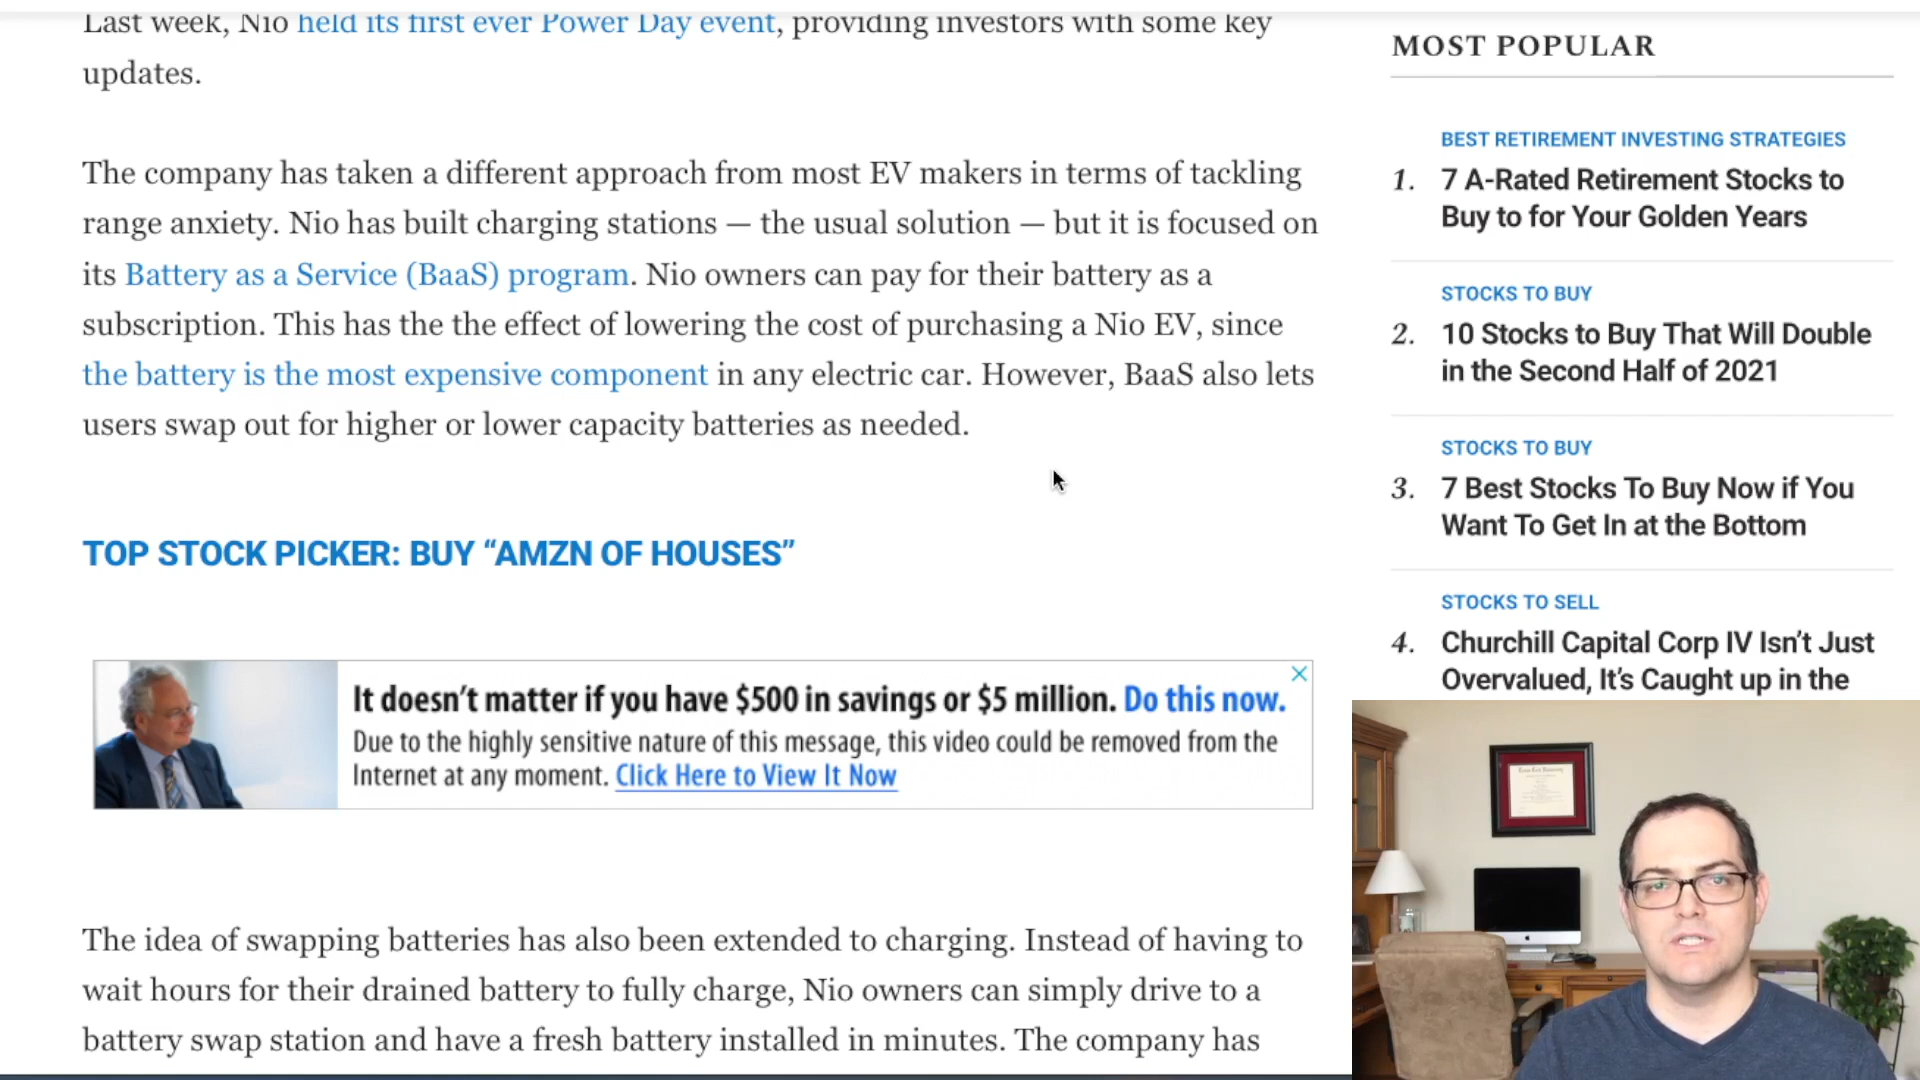 Last week, Nio held its first ever Power Day event, providing investors with some key
updates.
The company has taken a different approach from most EV makers in terms of tackling
range anxiety. Nio has built charging stations — the usual solution — but it is focused on
its Battery as a Service (BaaS) program. Nio owners can pay for their battery as a
subscription. This has the the effect of lowering the cost of purchasing a Nio EV, since
the battery is the most expensive component in any electric car. However, BaaS also lets
users swap out for higher or lower capacity batteries as needed.
TOP STOCK PICKER: BUY “AMZN OF HOUSES”
It doesn’t matter if you have $500 in savings or $5 million. Do this now.
Due to the highly sensitive nature of this message, this video could be removed from the
Internet at any moment. Click Here to View It Now
The idea of swapping batteries has also been extended to charging. Instead of having to
wait hours for their drained battery to fully charge, Nio owners can simply drive to a
battery swap station and have a fresh battery installed in minutes. The company has
MOST POPULAR
BEST RETIREMENT INVESTING STRATEGIES
1. 7 A-Rated Retirement Stocks to
Buy to for Your Golden Years
STOCKS TO BUY
2. 10 Stocks to Buy That Will Double
in the Second Half of 2021
STOCKS TO BUY
3. 7 Best Stocks To Buy Now if You
Want To Get In at the Bottom
STOCKS TO SELL
4. Churchill Capital Corp IV Isn’t Just
Overvalued, It’s Caught up in the